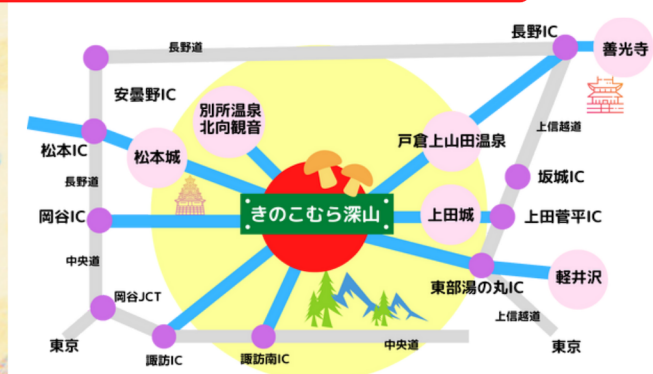 長野IC
善光寺
長野道
安曇野IC
別所温泉
北向観音
戸倉上山田温泉
上信越道
松本IC
松本城
坂城IC
長野道
岡谷IC
きのこむら深山
上田城
上田菅平IC
中央道
東部湯の丸IC
軽井沢
岡谷JCT
上信越道
東京
諏訪IC
諏訪南IC
中央道
東京